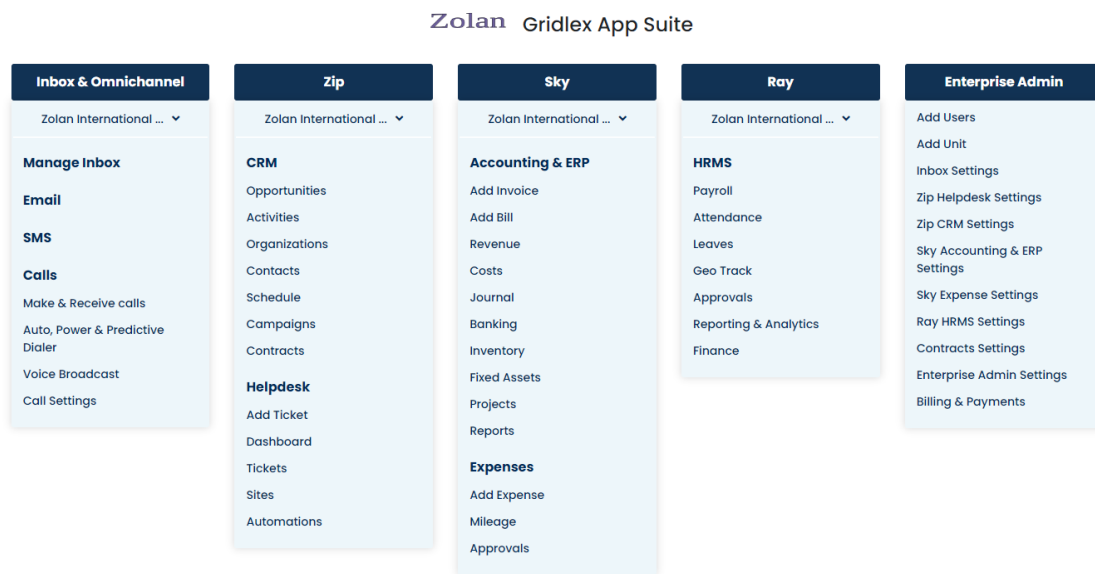 Zolan Gridlex App Suite
Inbox & Omnichannel
Zolan International ...
Manage Inbox
Email
SMS
Calls
Make & Receive calls
Auto, Power & Predictive
Dialer
Voice Broadcast
Call Settings
Zip
Zolan International ...
CRM
Opportunities
Activities
Organizations
Contacts
Schedule
Campaigns
Contracts
Helpdesk
Add Ticket
Dashboard
Tickets
Sites
Automations
Sky
Zolan International ...
Accounting & ERP
Add Invoice
Add Bill
Revenue
Costs
Journal
Banking
Inventory
Fixed Assets
Projects
Reports
Expenses
Add Expense
Mileage
Approvals
Ray
Zolan International ...
HRMS
Payroll
Attendance
Leaves
Geo Track
Approvals
Reporting & Analytics
Finance
Enterprise Admin
Add Users
Add Unit
Inbox Settings
Zip Helpdesk Settings
Zip CRM Settings
Sky Accounting & ERP
Settings
Sky Expense Settings
Ray HRMS Settings
Contracts Settings
Enterprise Admin Settings
Billing & Payments